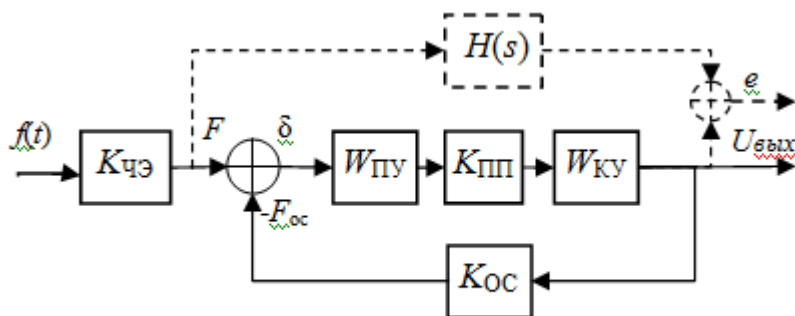 H(s)
e
f(t)
K_ЧЭ
F
δ
W_ПУ
K_ПП
W_КУ
U_вых
-F_ос
K_ОС